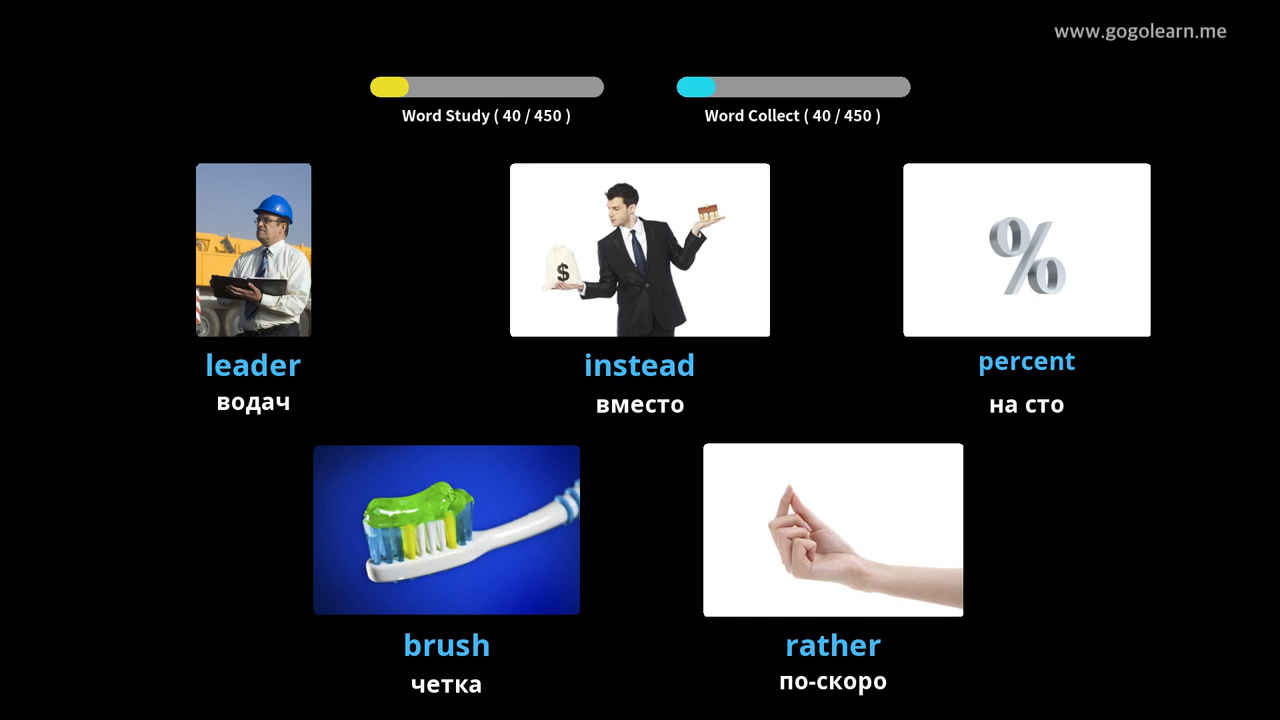 www.gogolearn.me
Word Study ( 40 / 450 )
Word Collect ( 40 / 450 )
$
%
leader
водач
instead
вместо
percent
на сто
brush
четка
rather
по-скоро